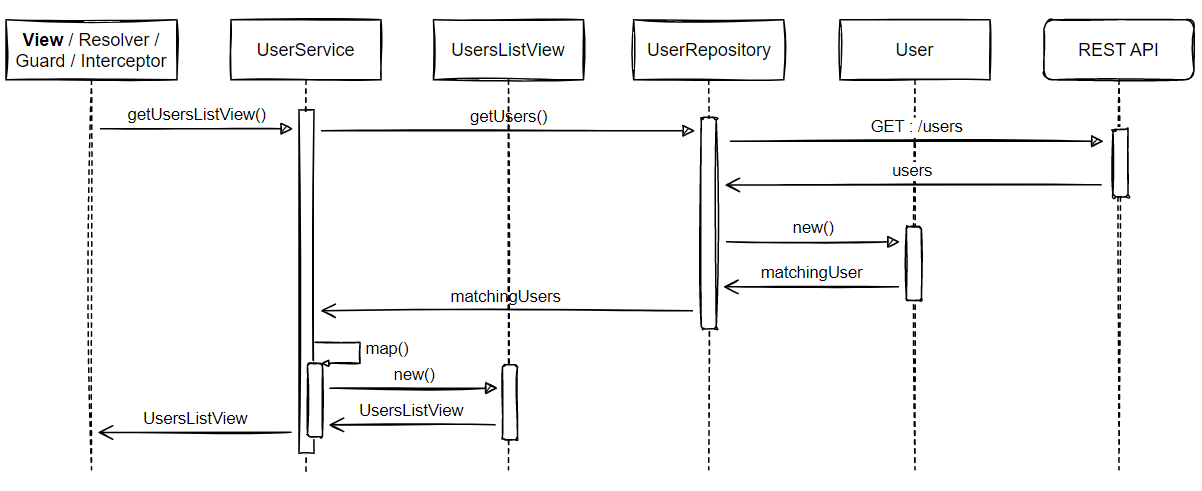 View / Resolver /
Guard / Interceptor
UserService
UsersListView
UserRepository
User
REST API
getUsersListView()
getUsers()
GET : /users
users
new()
matchingUser
matchingUsers
map()
new()
UsersListView
UsersListView